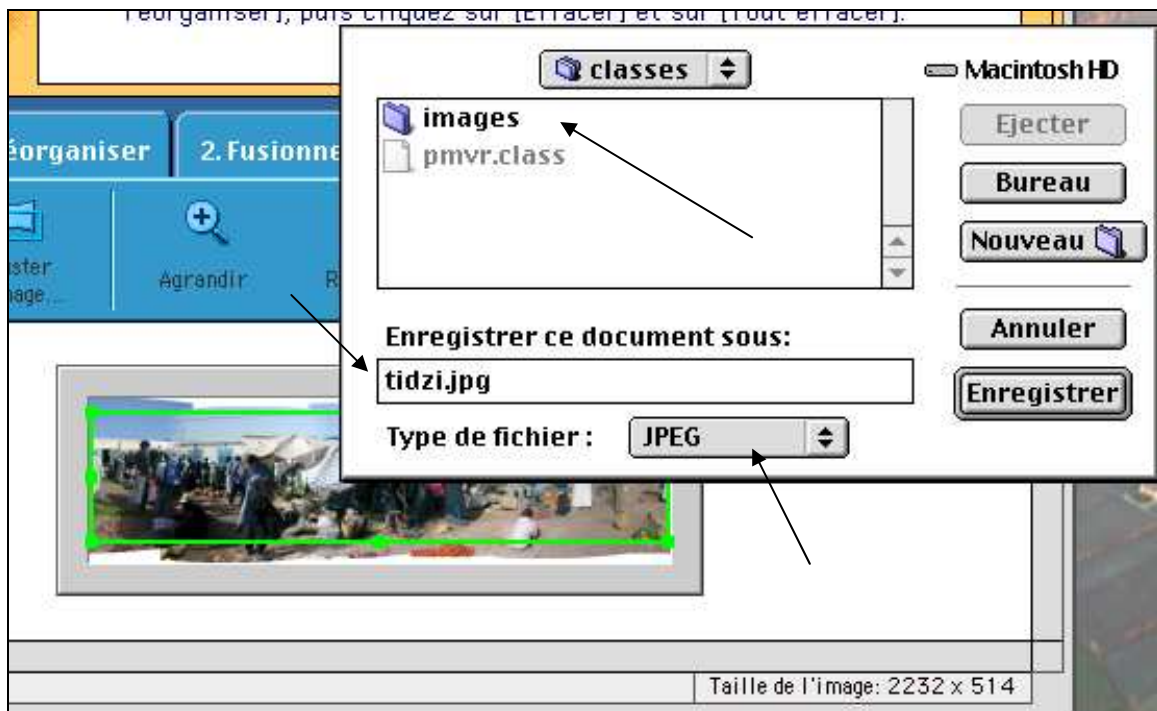 réorganiser], puis cliquez sur [Effacer] et sur [Tout effacer].
classes
Macintosh HD
images
pmvr.class
Ejecter
Bureau
Nouveau
éorganiser
2. Fusionne
Agrandir
R
Enregistrer ce document sous:
tidzi.jpg
Type de fichier :
JPEG
Annuler
Enregistrer
Taille de l'image: 2232 x 514